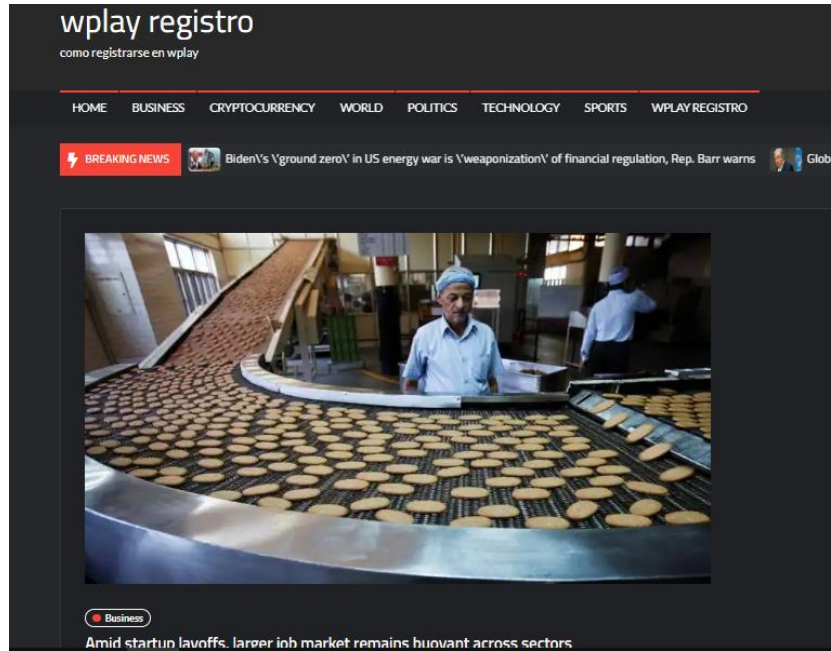 wplay registro
como registrarse en wplay
HOME BUSINESS CRYPTOCURRENCY WORLD POLITICS TECHNOLOGY SPORTS WPLAY REGISTRO
BREAKING NEWS Biden\'s \'ground zero\' in US energy war is \'weaponization\' of financial regulation, Rep. Barr warns Glob
Business
Amid startup layoffs, larger job market remains buoyant across sectors